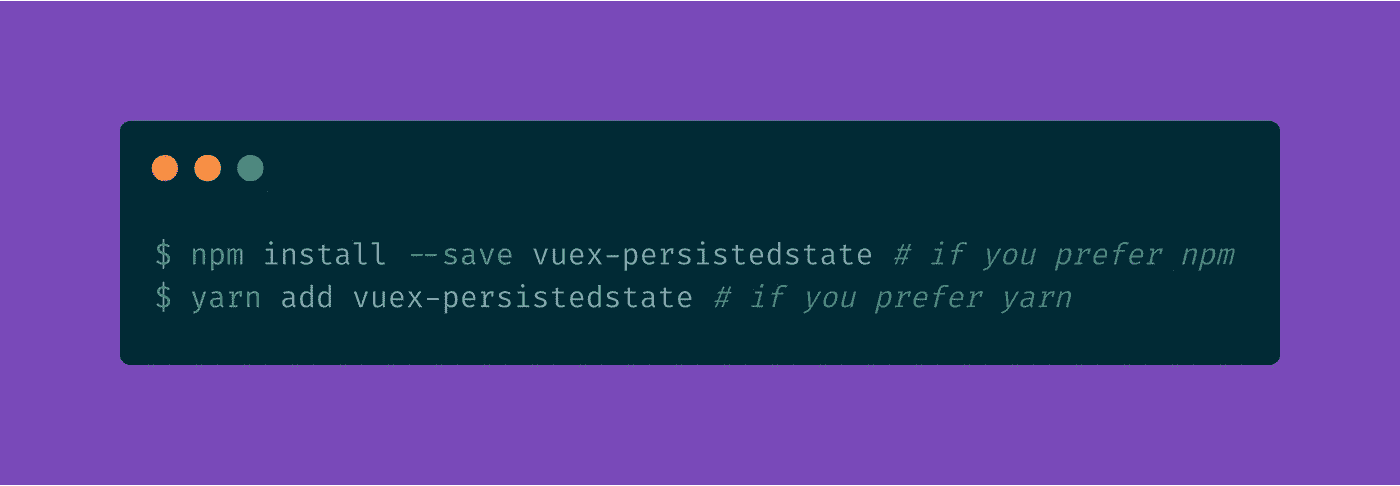 $ npm install --save vuex-persistedstate # if you prefer npm
$ yarn add vuex-persistedstate # if you prefer yarn